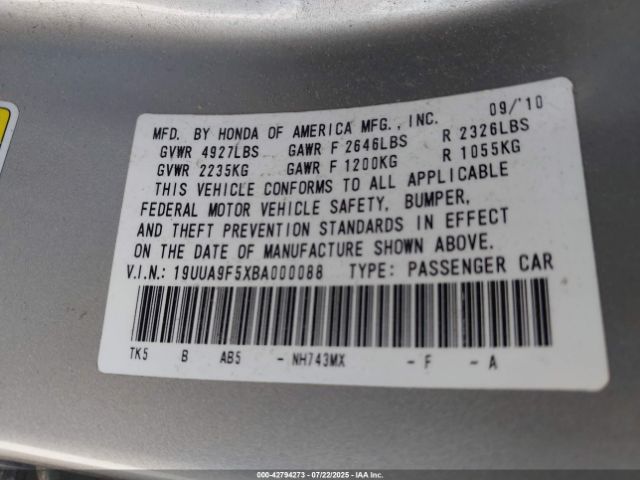 MFD. BY HONDA OF AMERICA MFG., INC. 09/'10
GVWR 4927LBS GAWR F 2646LBS R 2326LBS
GVWR 2235KG GAWR F 1200KG R 1055KG
THIS VEHICLE CONFORMS TO ALL APPLICABLE
FEDERAL MOTOR VEHICLE SAFETY, BUMPER,
AND THEFT PREVENTION STANDARDS IN EFFECT
ON THE DATE OF MANUFACTURE SHOWN ABOVE.
V.I.N.: 19UUA9F5XBA000088 TYPE: PASSENGER CAR
TK5 B AB5 - NH743MX - F - A
000-42794273 - 07/22/2025 - IAAI.COM